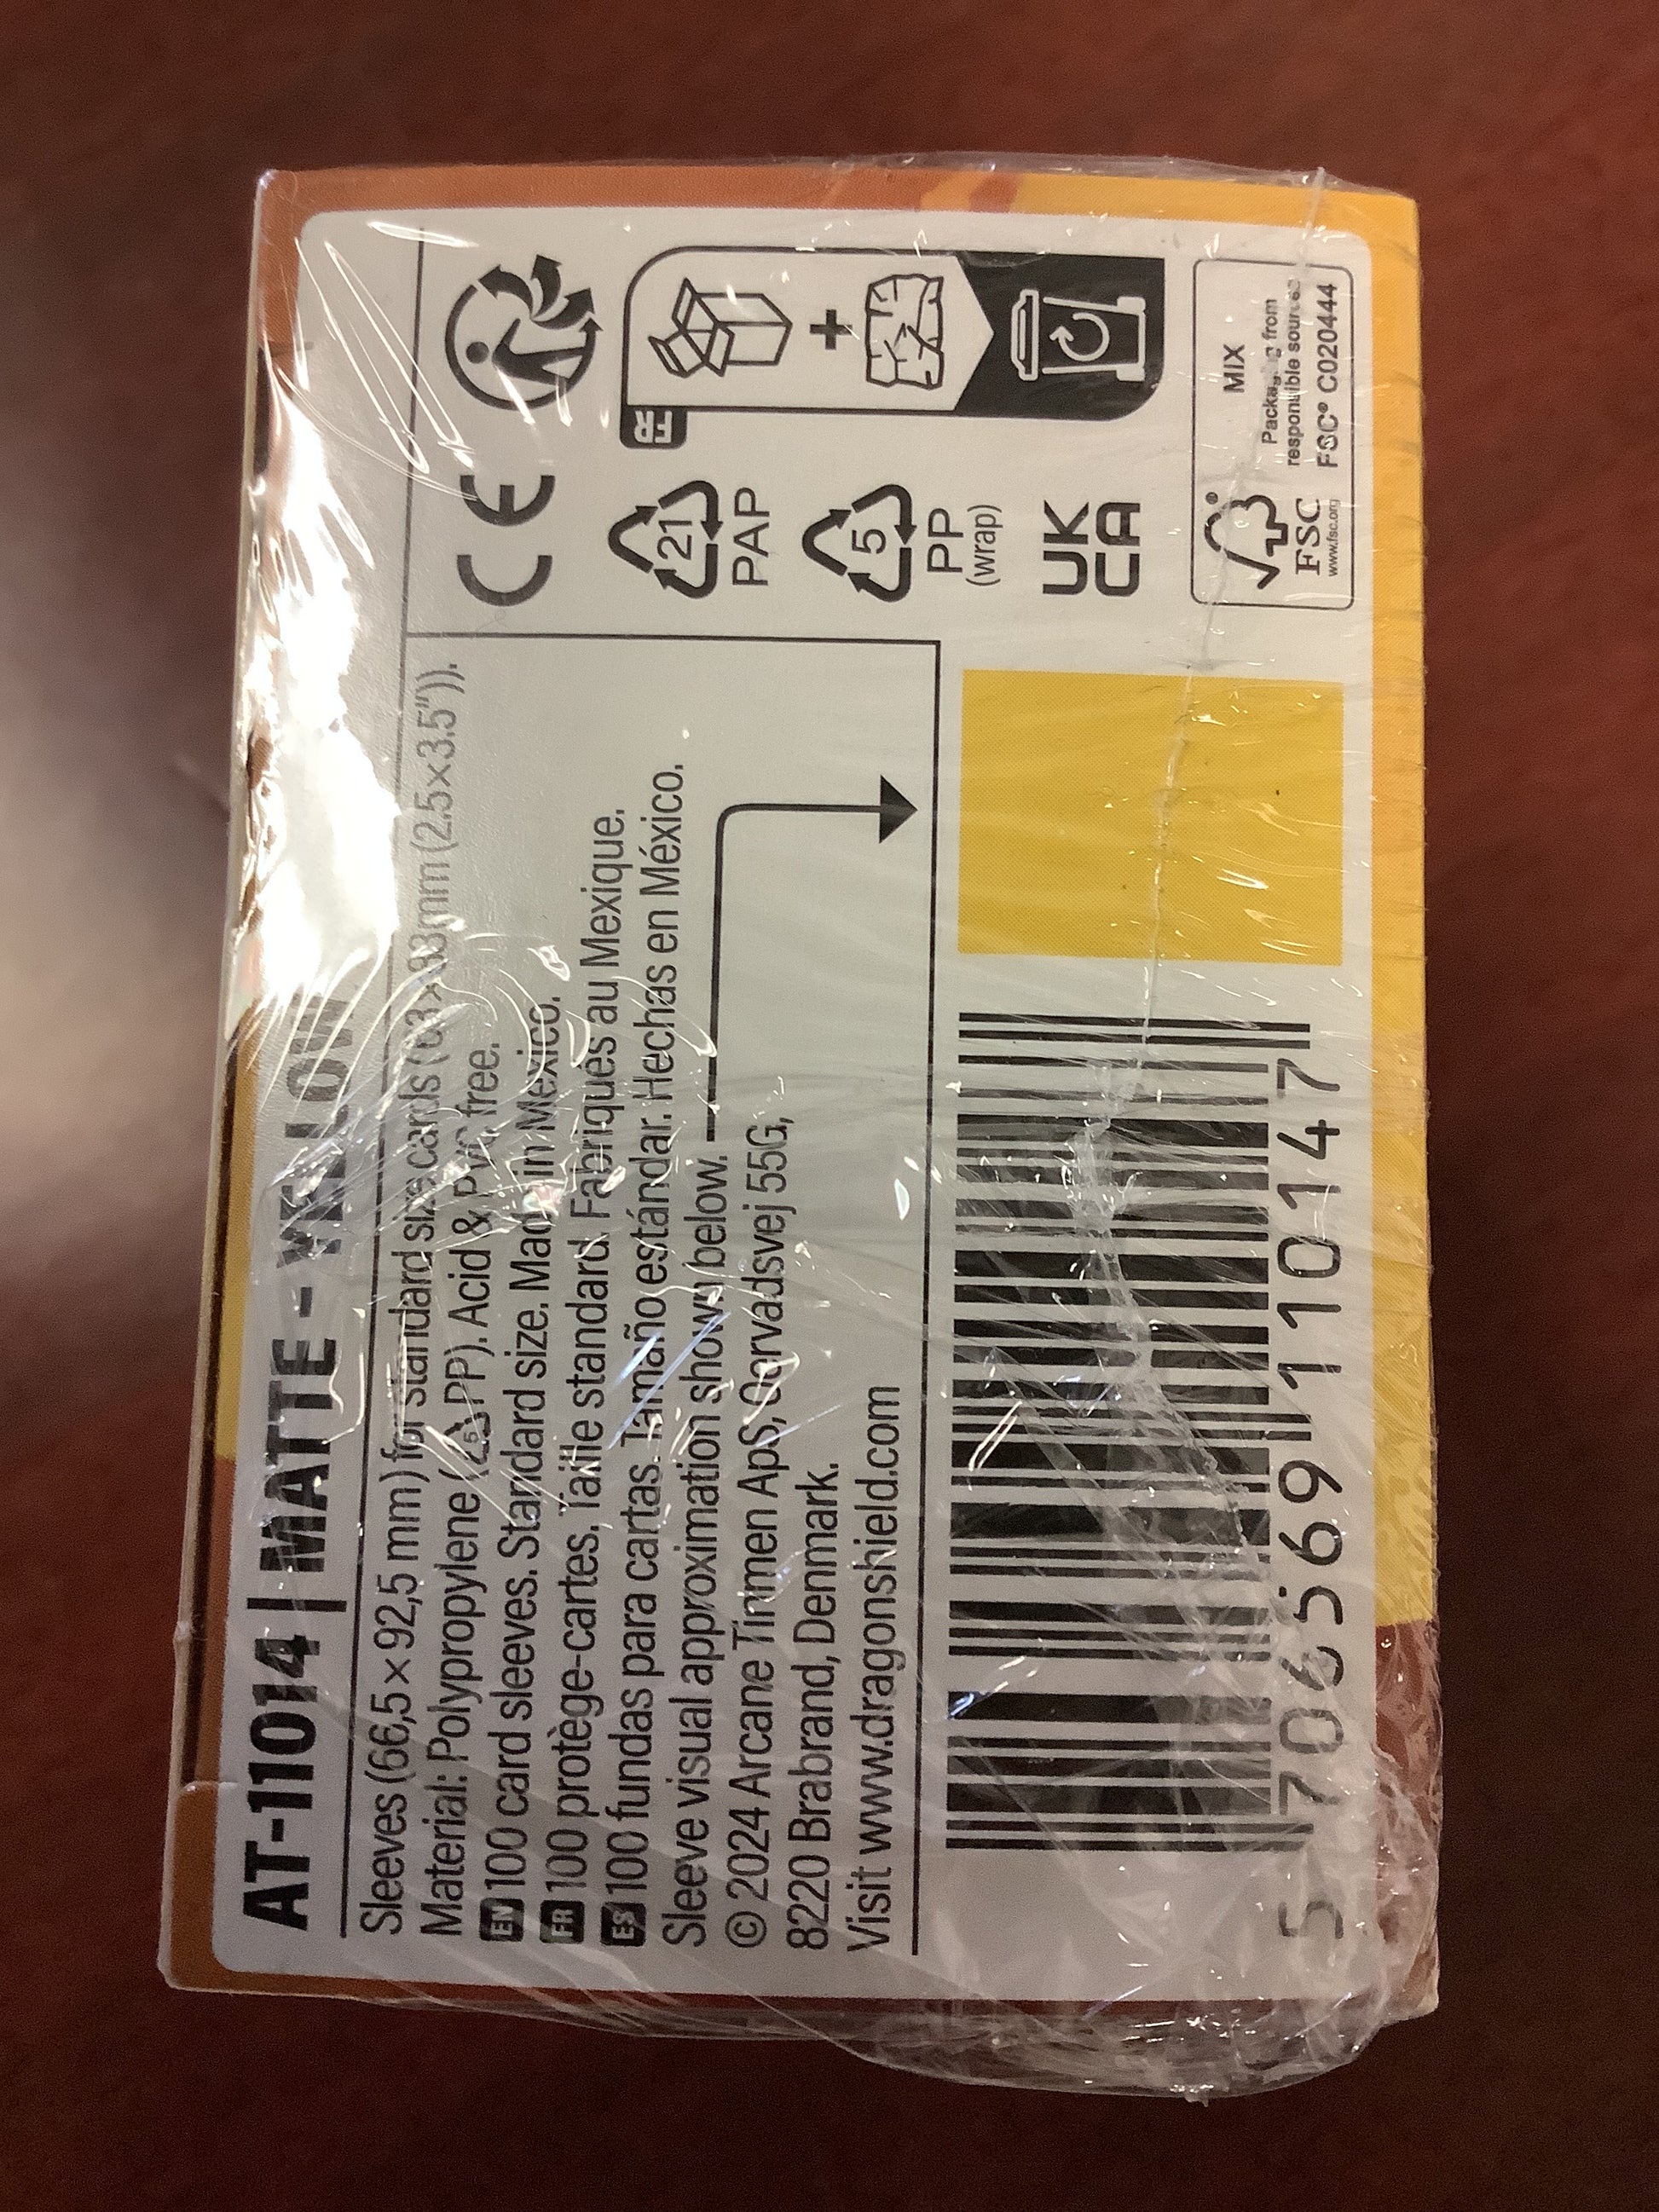 AT-11014 | MATTE - YELLOW
Sleeves (66,5 × 92,5 mm) for standard size cards (63×88mm (2.5×3.5")).
Material: Polypropylene (5 PP). Acid & PVC free.
EN 100 card sleeves. Standard size. Made in Mexico.
FR 100 protège-cartes. Taille standard. Fabriqués au Mexique.
ES 100 fundas para cartas. Tamaño estándar. Hechas en México.
Sleeve visual approximation shown below.
© 2024 Arcane Tinmen ApS, Gørvadsvej 55G,
8220 Brabrand, Denmark.
Visit www.dragonshield.com
5 706569 110147
CE
21
PAP
5
PP
(wrap)
UK
CA
FR
FSC®
www.fsc.org
MIX
Packaging from
responsible sources
FSC® C020444